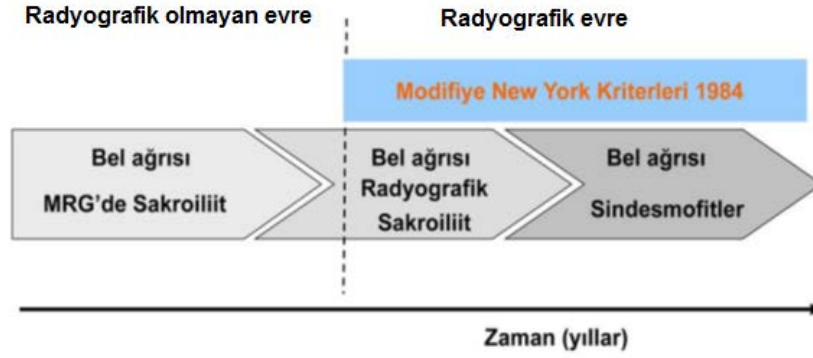 Radyografik olmayan evre
Radyografik evre
Modifiye New York Kriterleri 1984
Bel ağrısı
MRG'de Sakroiliit
Bel ağrısı
Radyografik
Sakroiliit
Bel ağrısı
Sindesmofitler
Zaman (yıllar)